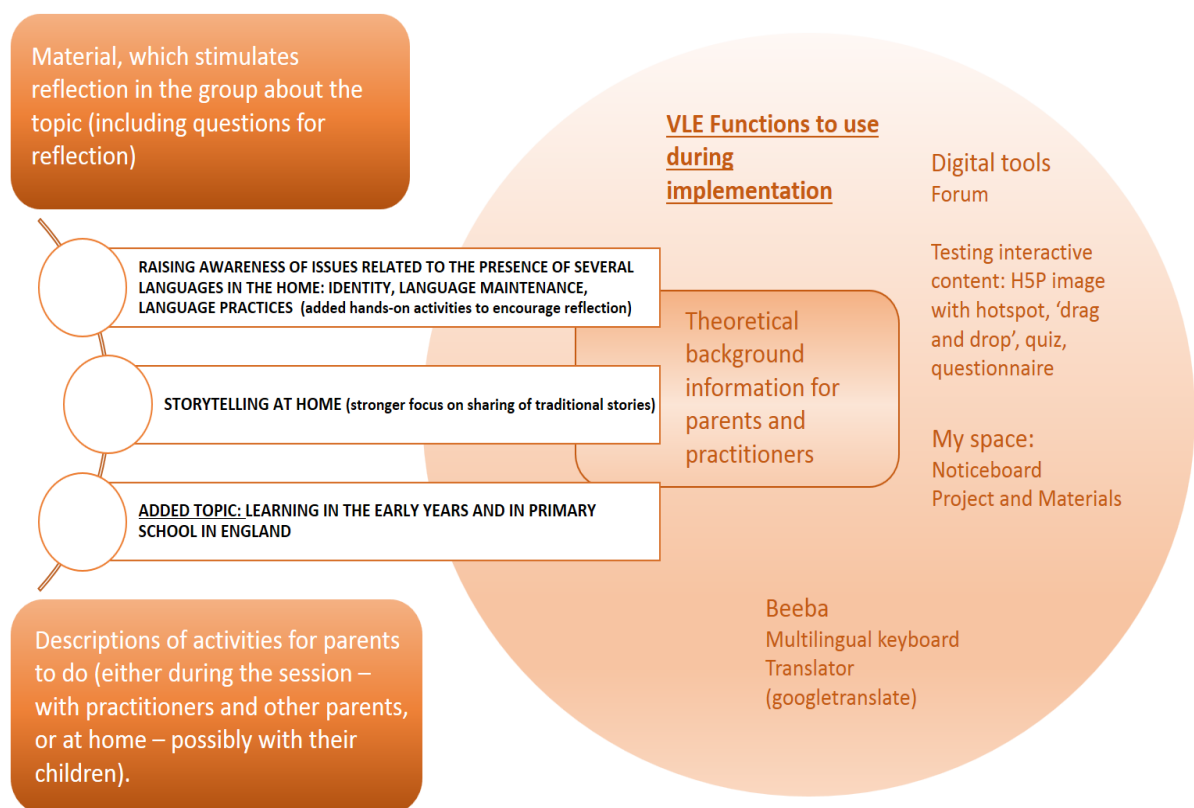 Material, which stimulates
reflection in the group about the
topic (including questions for
reflection)
RAISING AWARENESS OF ISSUES RELATED TO THE PRESENCE OF SEVERAL
LANGUAGES IN THE HOME: IDENTITY, LANGUAGE MAINTENANCE,
LANGUAGE PRACTICES (added hands-on activities to encourage reflection)
STORYTELLING AT HOME (stronger focus on sharing of traditional stories)
ADDED TOPIC: LEARNING IN THE EARLY YEARS AND IN PRIMARY
SCHOOL IN ENGLAND
Descriptions of activities for parents
to do (either during the session –
with practitioners and other parents,
or at home – possibly with their
children).
Theoretical
background
information for
parents and
practitioners
VLE Functions to use
during
implementation
Digital tools
Forum
Testing interactive
content: H5P image
with hotspot, ‘drag
and drop’, quiz,
questionnaire
My space:
Noticeboard
Project and Materials
Beeba
Multilingual keyboard
Translator
(googletranslate)